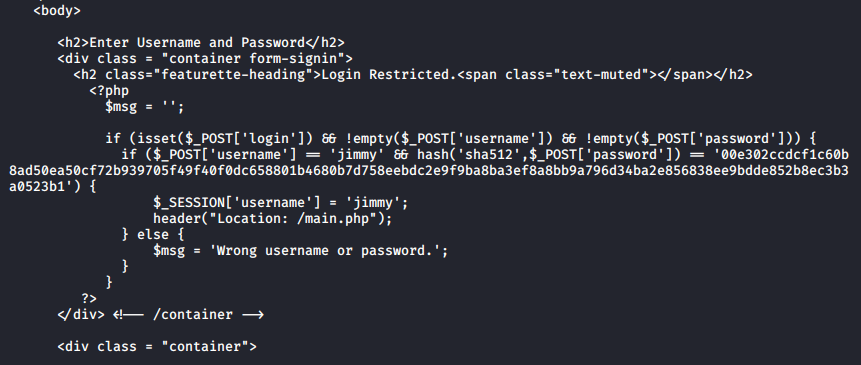 <body>
<h2>Enter Username and Password</h2>
<div class = "container form-signin">
<h2 class="featurette-heading">Login Restricted.<span class="text-muted"></span></h2>
<?php
$msg = '';
if (isset($_POST['login']) && !empty($_POST['username']) && !empty($_POST['password'])) {
if ($_POST['username'] == 'jimmy' && hash('sha512',$_POST['password']) == '00e302ccdcf1c60b
8ad50ea50cf72b939705f49f40f0dc658801b4680b7d758eebdc2e9f9ba8ba3ef8a8bb9a796d34ba2e856838ee9bdde852b8ec3b3
a0523b1') {
$_SESSION['username'] = 'jimmy';
header("Location: /main.php");
} else {
$msg = 'Wrong username or password.';
}
}
?>
</div> <!-- /container -->
<div class = "container">